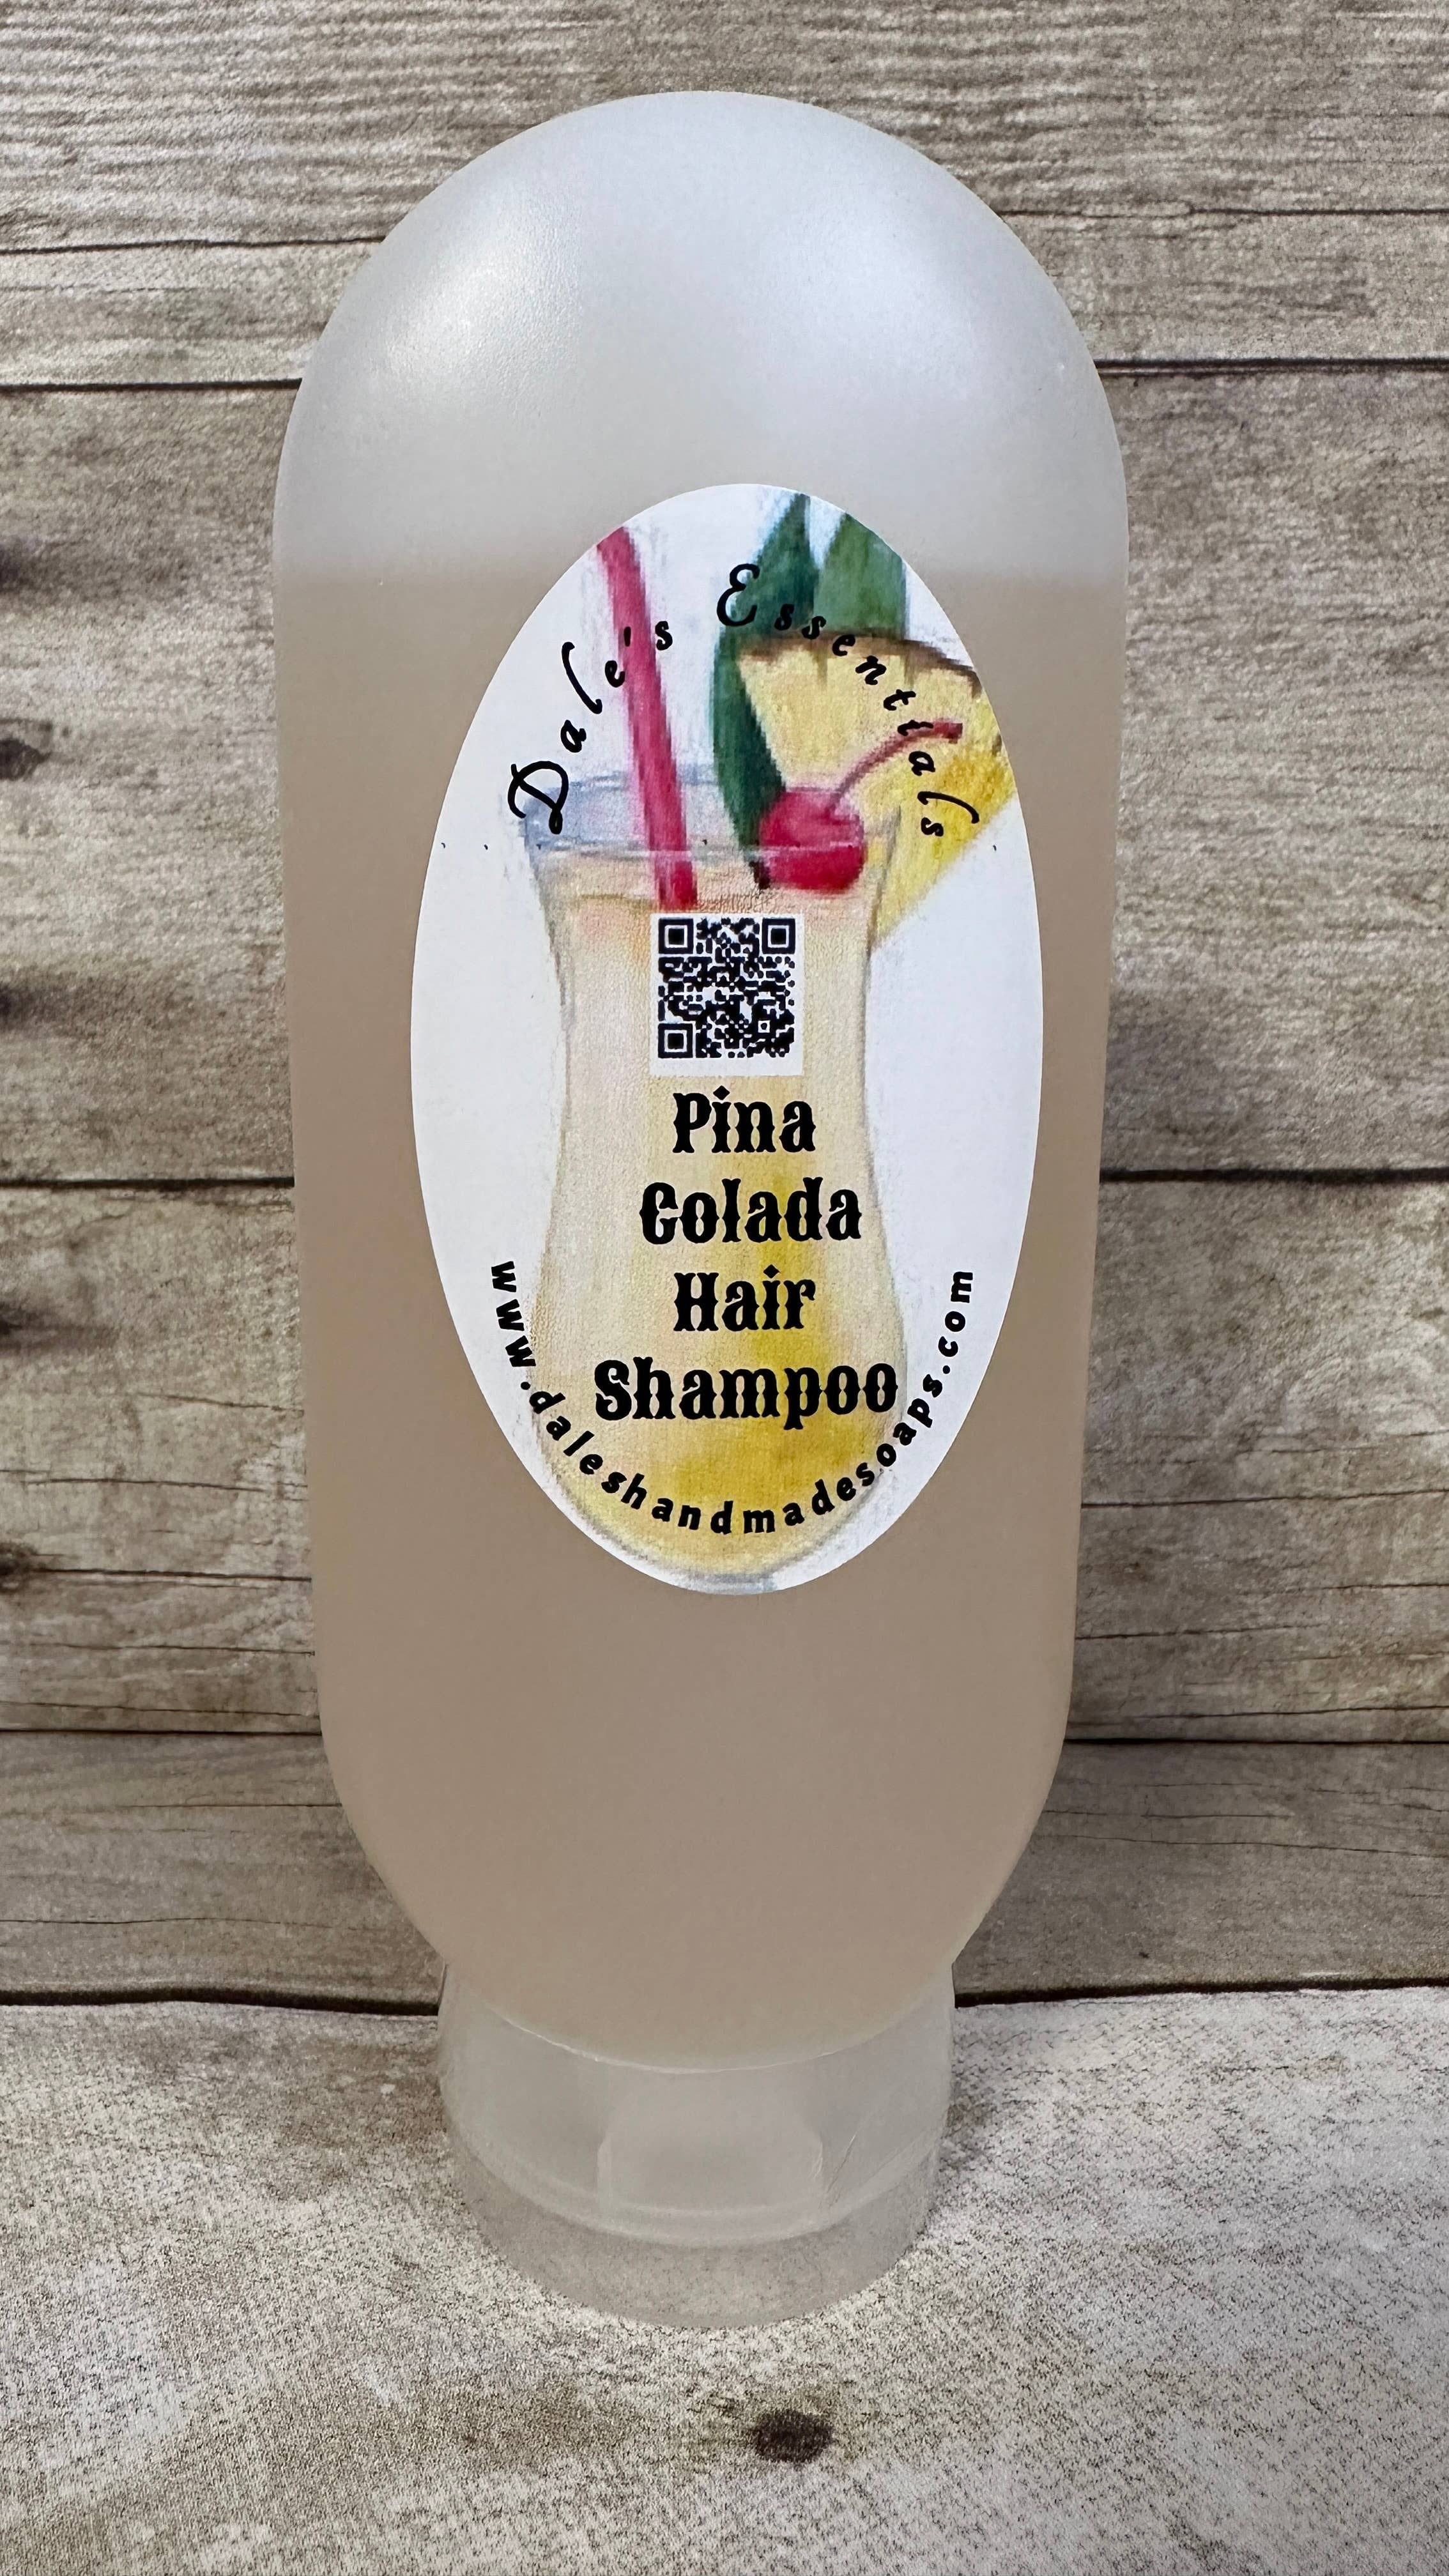 Dale's Essentials
Pina
Colada
Hair
Shampoo
www.daleshandmadesoaps.com